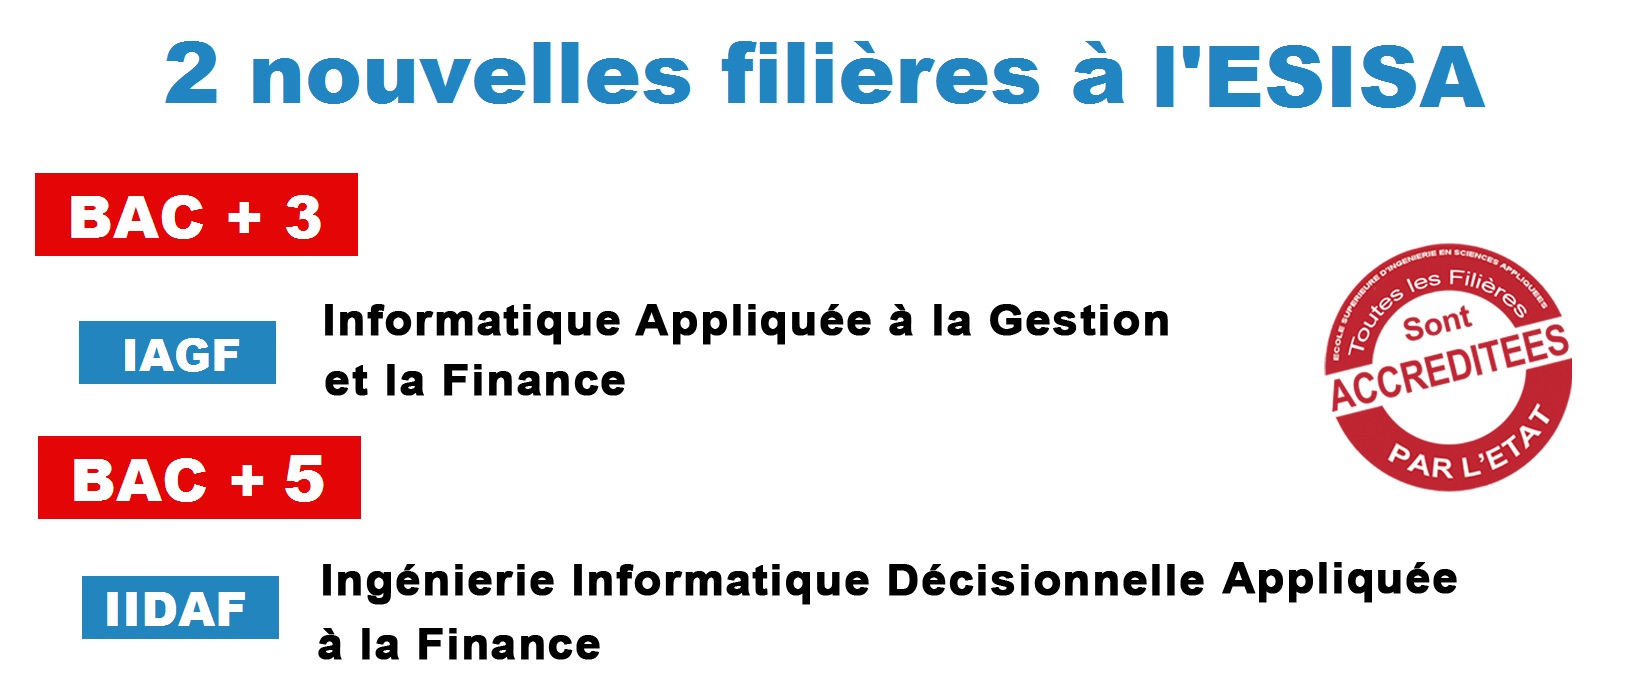 2 nouvelles filières à l'ESISA
BAC + 3
IAGF
Informatique Appliquée à la Gestion
et la Finance
ECOLE SUPERIEURE D'INGENIERIE EN SCIENCES APPLIQUEES
Toutes les Filières
Sont
ACCREDITEES
PAR L'ETAT
BAC + 5
IIDAF
Ingénierie Informatique Décisionnelle Appliquée
à la Finance